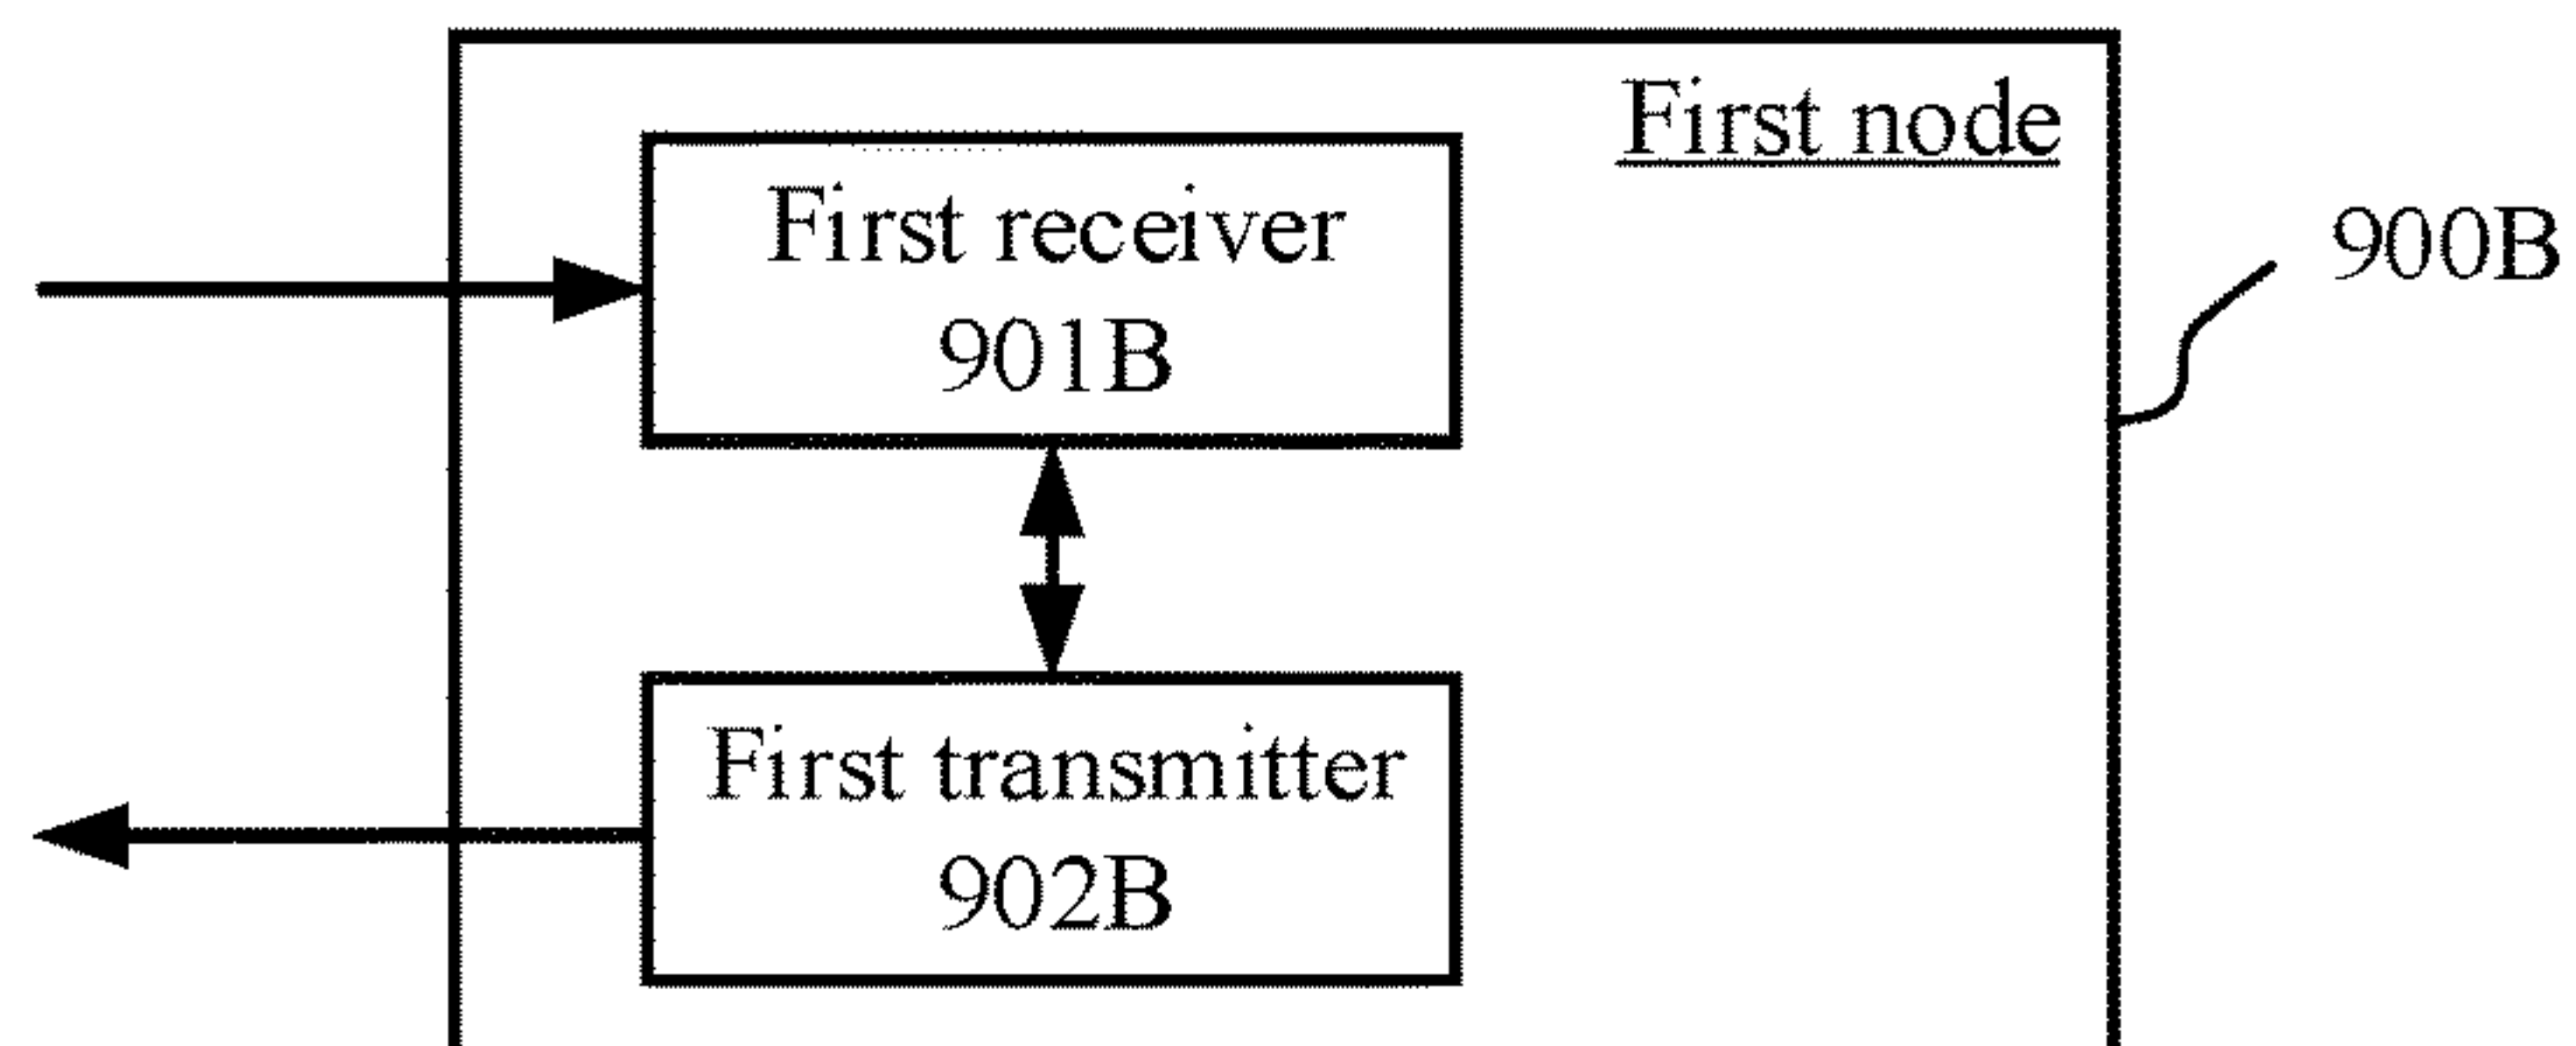 First node
First receiver
901B
900B
First transmitter
902B